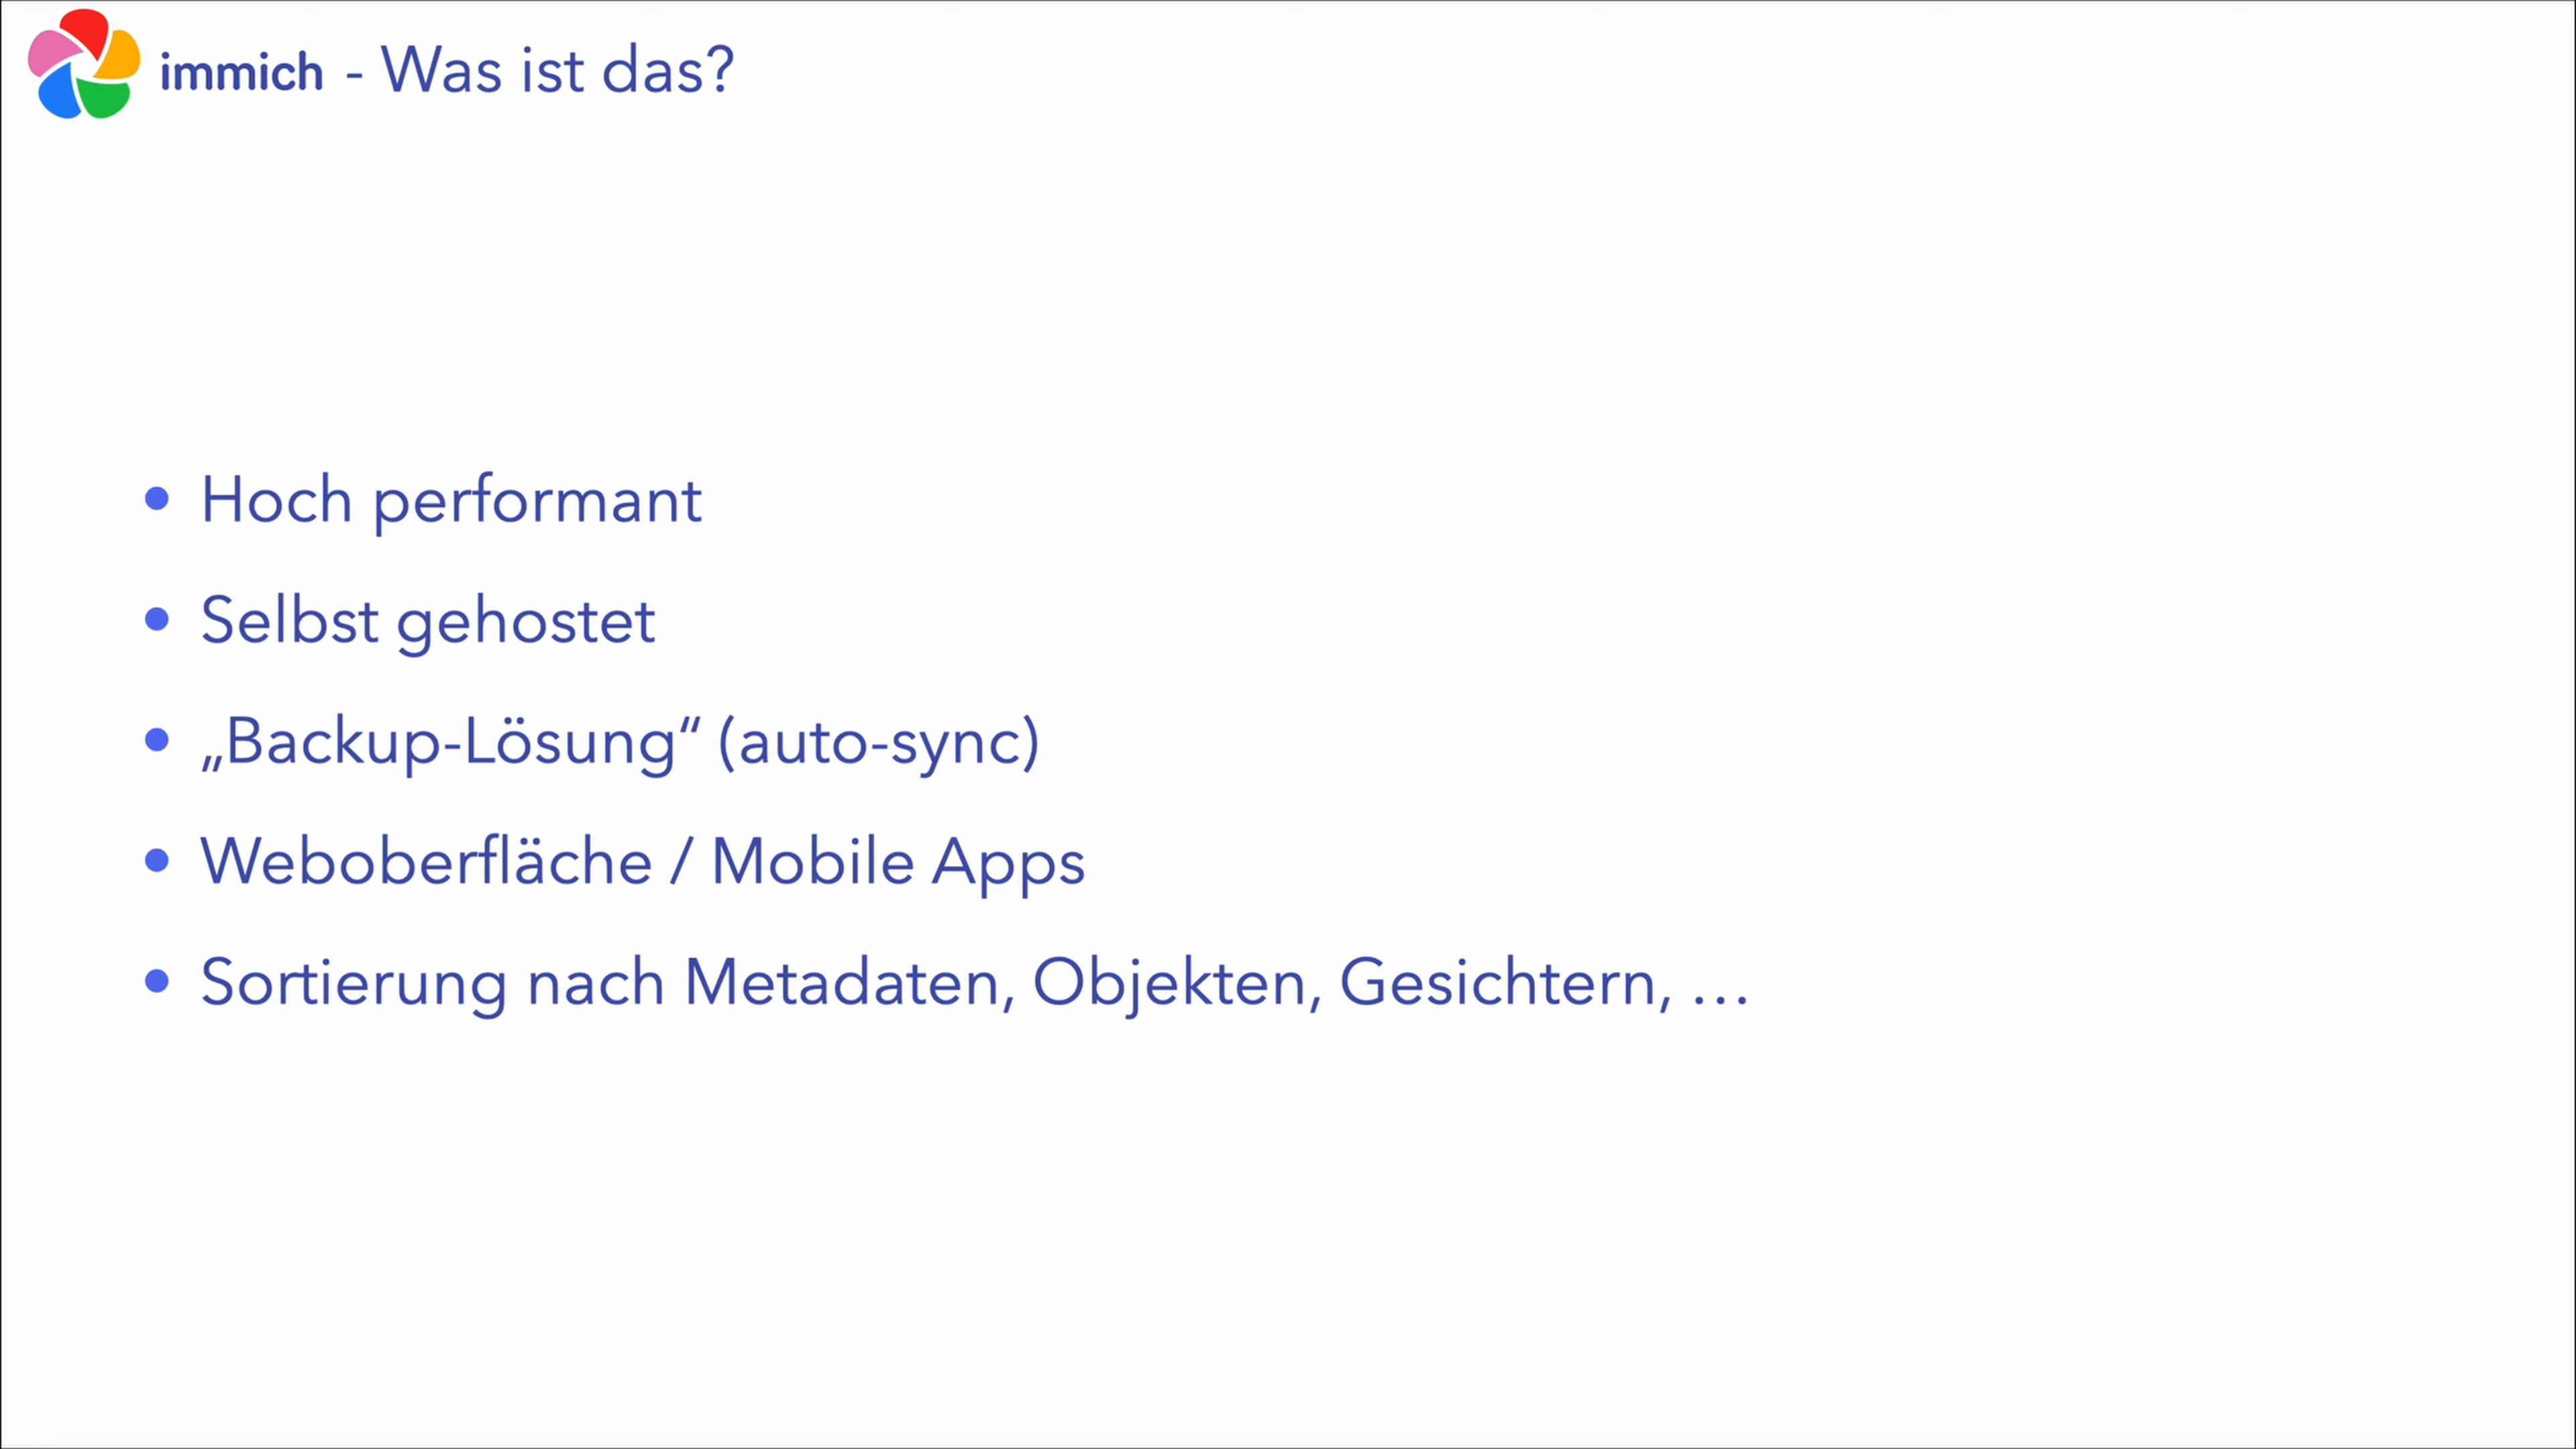 immich - Was ist das?
• Hoch performant
• Selbst gehostet
• „Backup-Lösung“ (auto-sync)
• Weboberfläche / Mobile Apps
• Sortierung nach Metadaten, Objekten, Gesichtern, …